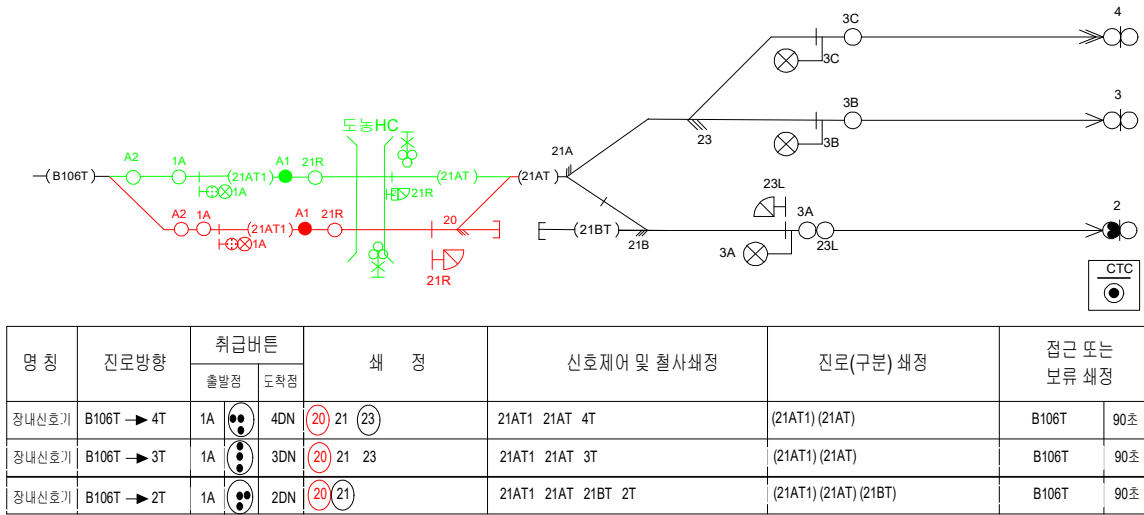 4
3C
3C
3
3B
23
3B
도농HC
21A
A2 1A (21AT1) A1 21R
(B106T)
(21AT)
(21AT)
1A
21R
23L
A2 1A (21AT1) A1 21R
20
1A
(21BT)
21B
3A
23L
2
3A
21R
CTC
명 칭 진로방향 취급버튼 쇄 정 신호제어 및 철사쇄정 진로(구분) 쇄정 접근 또는
보류 쇄정
출발점 도착점
장내신호기 B106T → 4T 1A 4DN 20 21 23 21AT1 21AT 4T (21AT1) (21AT) B106T 90초
장내신호기 B106T → 3T 1A 3DN 20 21 23 21AT1 21AT 3T (21AT1) (21AT) B106T 90초
장내신호기 B106T → 2T 1A 2DN 20 21 21AT1 21AT 21BT 2T (21AT1) (21AT) (21BT) B106T 90초